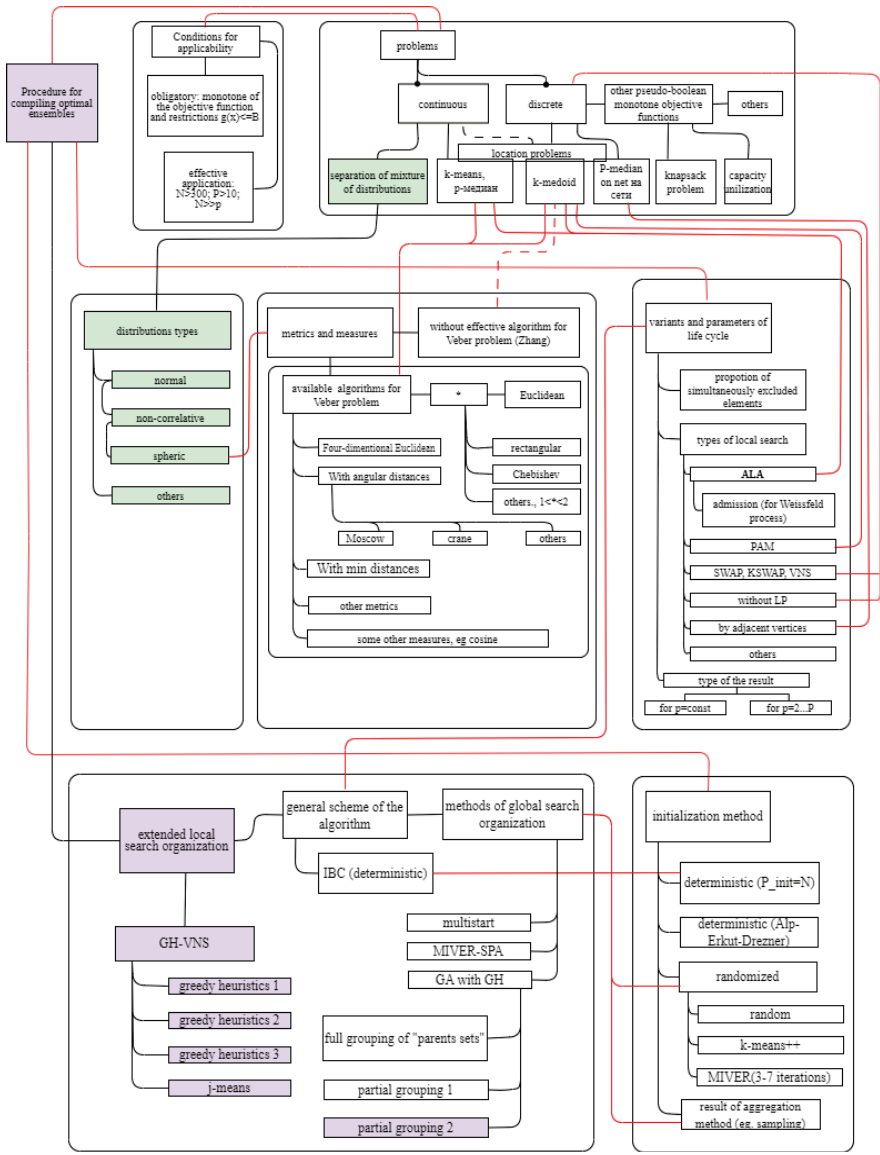 Procedure for
compiling optimal
ensembles
Conditions for
applicability
obligatory: monotone of
the objective function
and restrictions g(x)<=B
effective
application:
N>300; P>10;
N>>p
problems
continuous
discrete
other pseudo-boolean
monotone objective
functions
others
location problems
separation of mixture
of distributions
k-means,
р-медиан
k-medoid
P-median
on net на
сети
knapsack
problem
capacity
unilization
distributions types
normal
non-correlative
spheric
others
metrics and measures
without effective algorithm for
Veber problem (Zhang)
available algorithms for
Veber problem
*
Euclidean
Four-dimentional Euclidean
rectangular
With angular distances
Chebishev
others., 1<*<2
Moscow
crane
others
With min distances
other metrics
some other measures, eg cosine
variants and parameters of
life cycle
propotion of
simultaneously excluded
elements
types of local search
ALA
admission (for Weissfeld
process)
PAM
SWAP, KSWAP, VNS
without LP
by adjacent vertices
others
type of the result
for p=const
for p=2...P
extended local
search organization
general scheme of the
algorithm
methods of global search
organization
IBC (deterministic)
GH-VNS
greedy heuristics 1
greedy heuristics 2
greedy heuristics 3
j-means
multistart
MIVER-SPA
GA with GH
full grouping of "parents sets"
partial grouping 1
partial grouping 2
initialization method
deterministic (P_init=N)
deterministic (Alp-
Erkut-Drezner)
randomized
random
k-means++
MIVER(3-7 iterations)
result of aggregation
method (eg. sampling)